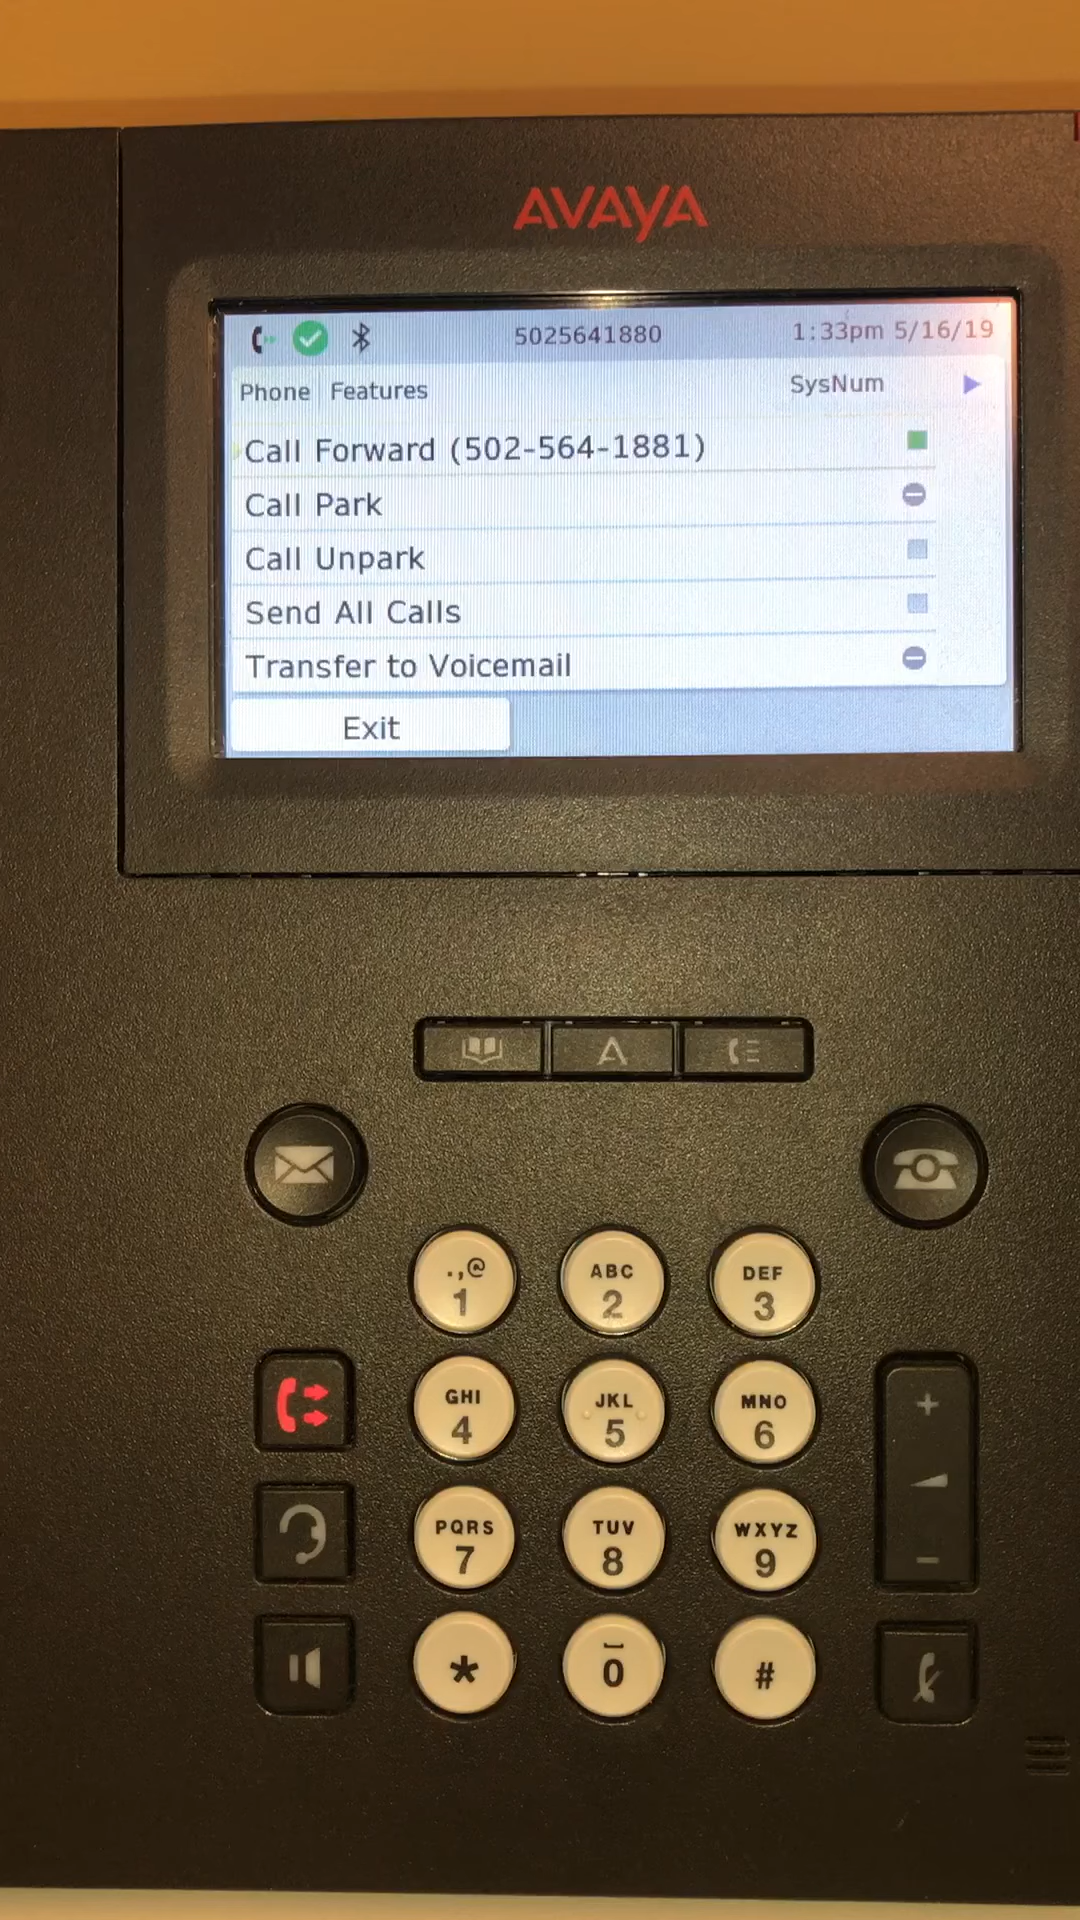 AVAYA
5025641880 1:33pm 5/16/19
Phone Features SysNum
Call Forward (502-564-1881)
Call Park
Call Unpark
Send All Calls
Transfer to Voicemail
Exit
.,@ ABC DEF
1 2 3
GHI JKL MNO
4 5 6
PQRS TUV WXYZ
7 8 9
* 0 #
+
−